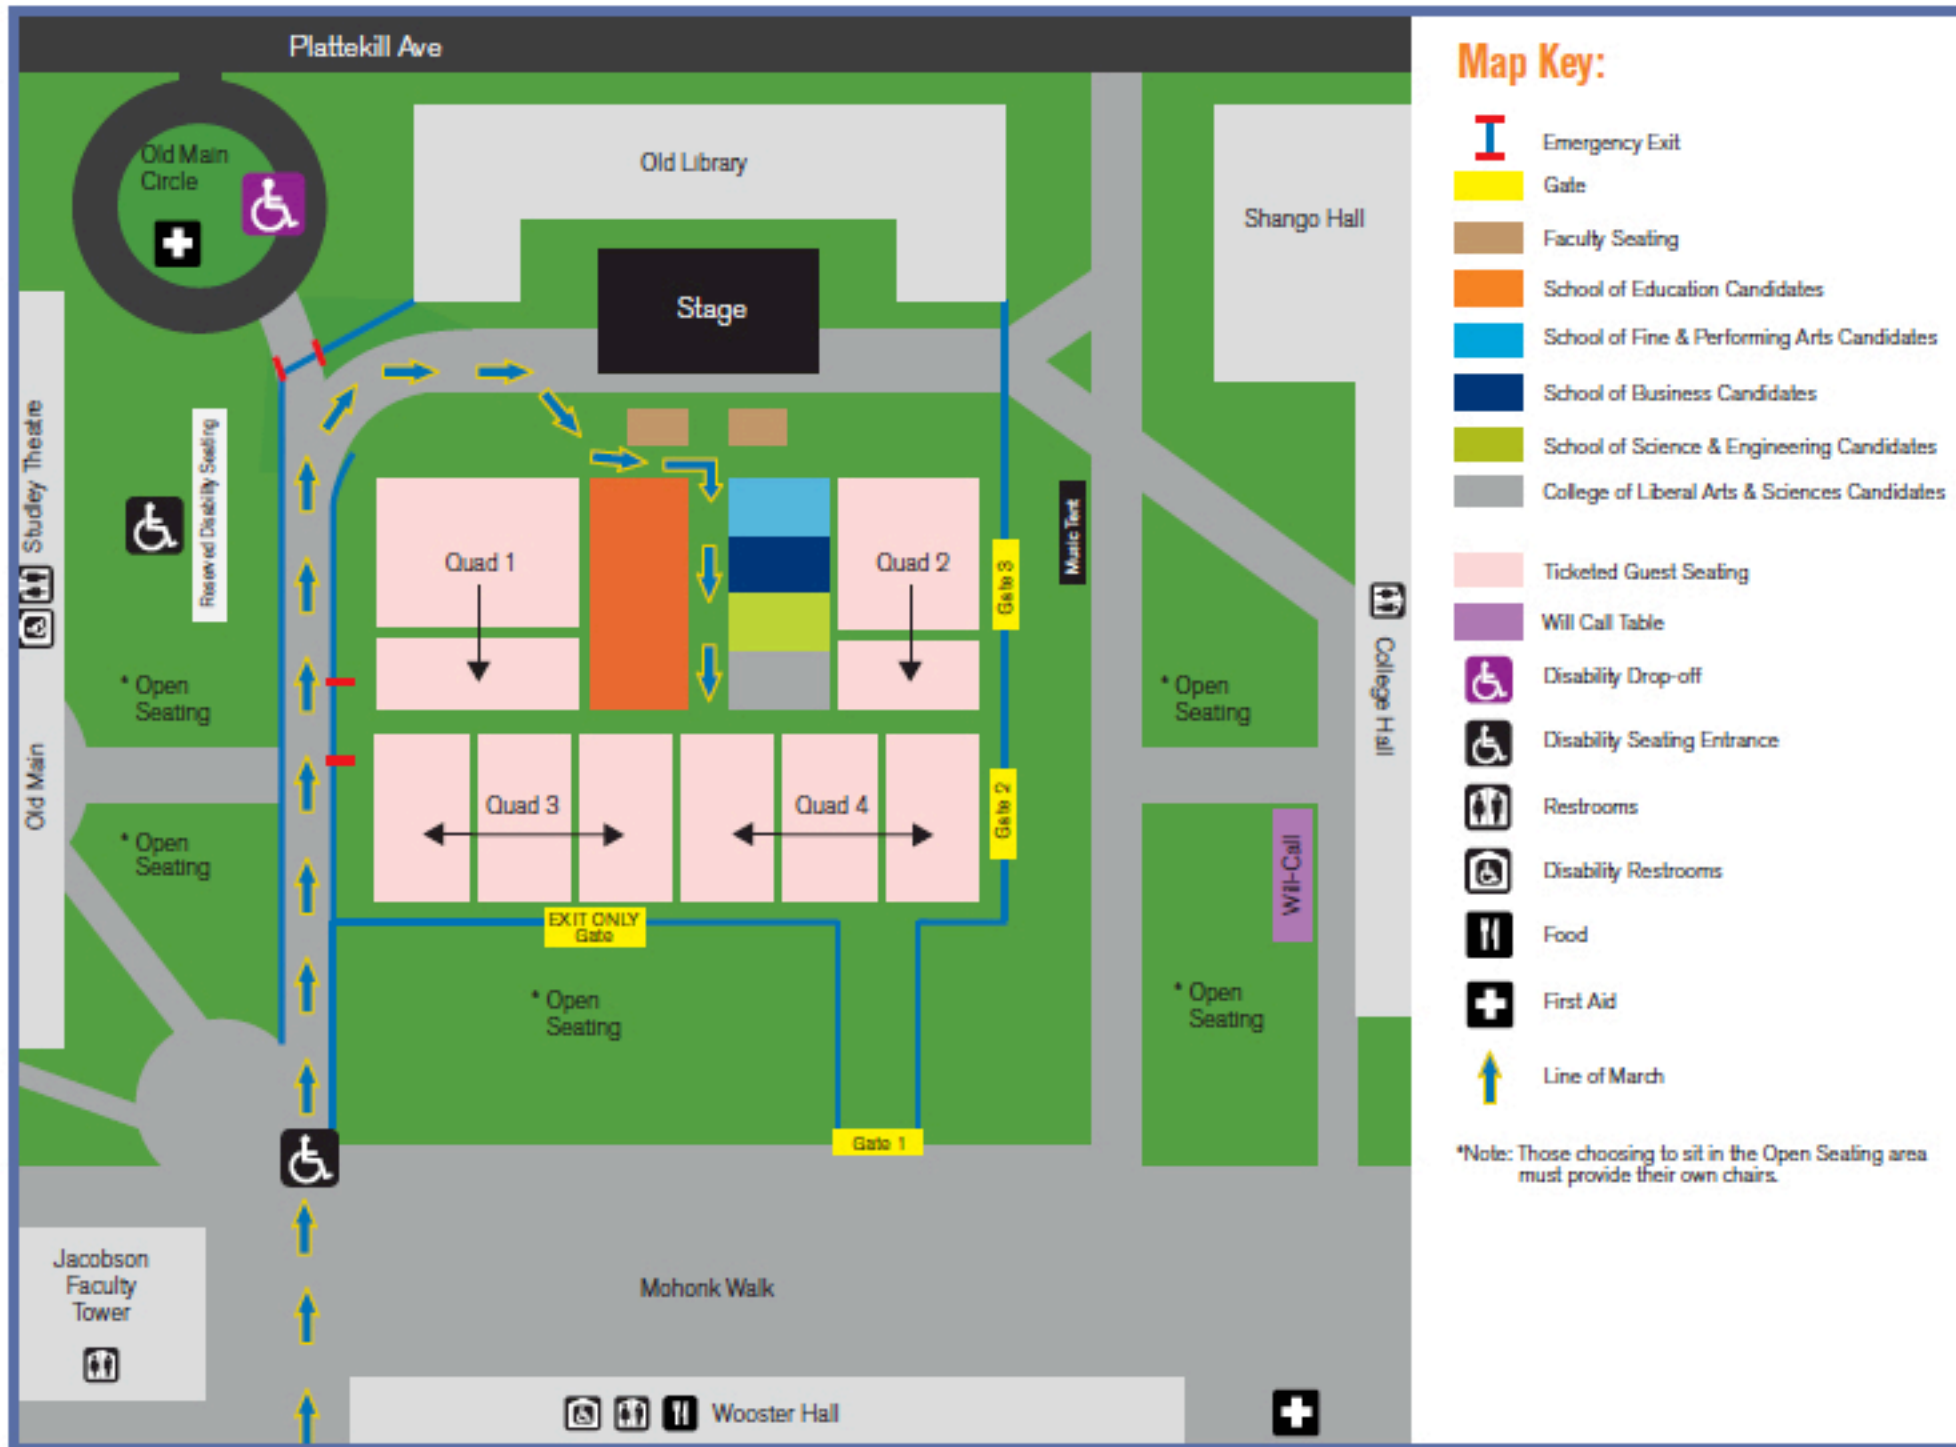 Plattekill Ave
Old Main
Circle
Old Library
Shango Hall
Stage
Studley Theatre
Reserved Disability Seating
Quad 1
Quad 2
Gate 3
Music Tent
College Hall
* Open
Seating
* Open
Seating
Old Main
* Open
Seating
Quad 3
Quad 4
Gate 2
Will-Call
EXIT ONLY
Gate
* Open
Seating
* Open
Seating
Gate 1
Jacobson
Faculty
Tower
Mohonk Walk
Wooster Hall
Map Key:
Emergency Exit
Gate
Faculty Seating
School of Education Candidates
School of Fine & Performing Arts Candidates
School of Business Candidates
School of Science & Engineering Candidates
College of Liberal Arts & Sciences Candidates
Ticketed Guest Seating
Will Call Table
Disability Drop-off
Disability Seating Entrance
Restrooms
Disability Restrooms
Food
First Aid
Line of March
*Note: Those choosing to sit in the Open Seating area
must provide their own chairs.